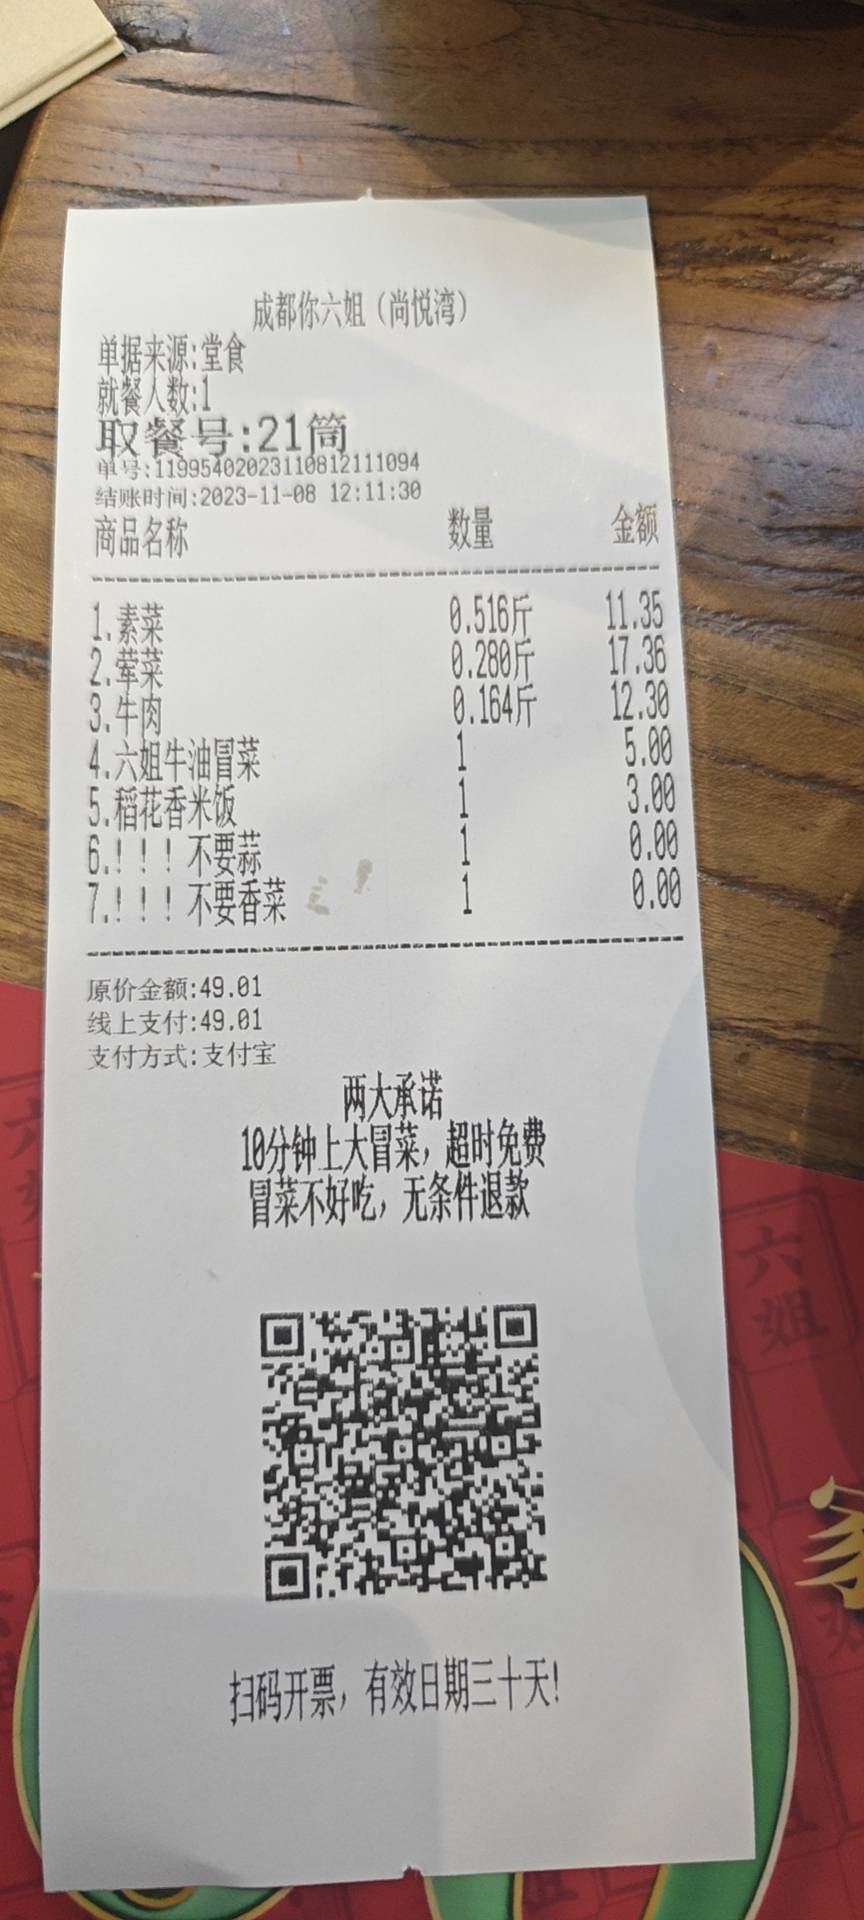 成都你六姐（尚悦湾）
单据来源:堂食
就餐人数:1
取餐号:21筒
单号:11995402023110812111094
结账时间:2023-11-08 12:11:30
商品名称 数量 金额
1.素菜 0.516斤 11.35
2.荤菜 0.280斤 17.36
3.牛肉 0.164斤 12.30
4.六姐牛油冒菜 1 5.00
5.稻花香米饭 1 3.00
6.！！！不要蒜 1 0.00
7.！！！不要香菜 1 0.00
原价金额:49.01
线上支付:49.01
支付方式:支付宝
两大承诺
10分钟上大冒菜，超时免费
冒菜不好吃，无条件退款
扫码开票，有效日期三十天!
六
姐